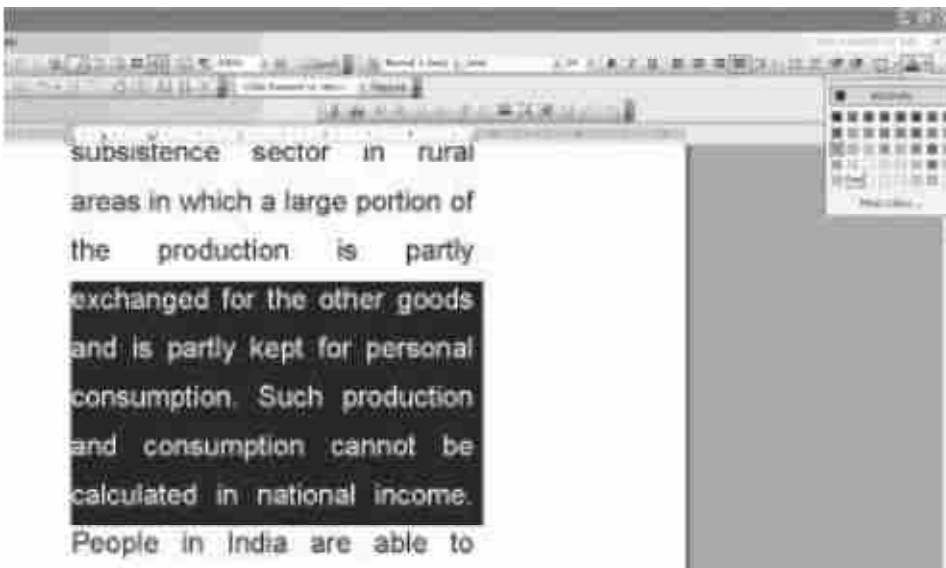 subsistence sector in rural
areas in which a large portion of
the production is partly
exchanged for the other goods
and is partly kept for personal
consumption. Such production
and consumption cannot be
calculated in national income.
People in India are able to